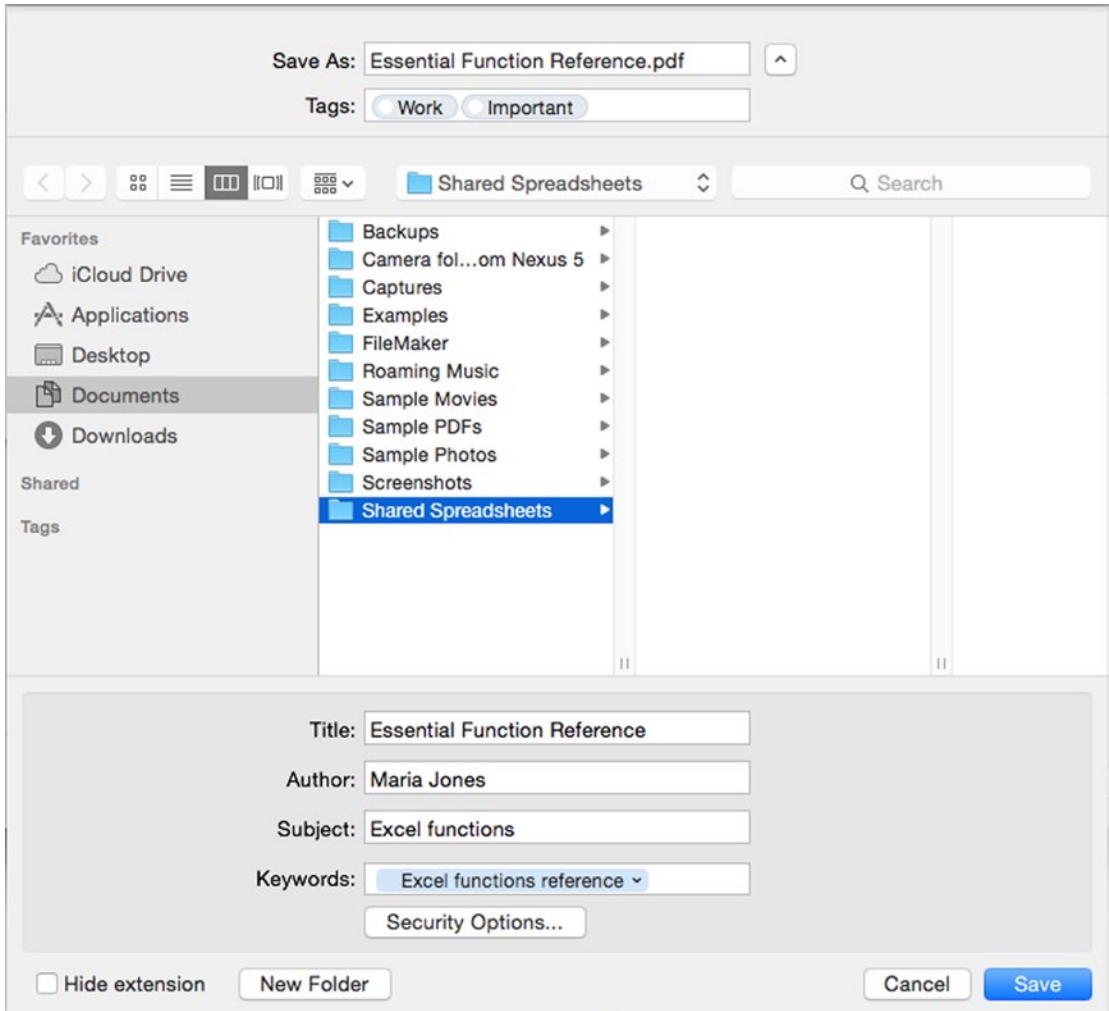 Save As: Essential Function Reference.pdf
Tags: Work Important
Shared Spreadsheets
Search
Favorites
iCloud Drive
Applications
Desktop
Documents
Downloads
Shared
Tags
Backups
Camera fol...om Nexus 5
Captures
Examples
FileMaker
Roaming Music
Sample Movies
Sample PDFs
Sample Photos
Screenshots
Shared Spreadsheets
Title: Essential Function Reference
Author: Maria Jones
Subject: Excel functions
Keywords: Excel functions reference
Security Options...
Hide extension New Folder Cancel Save